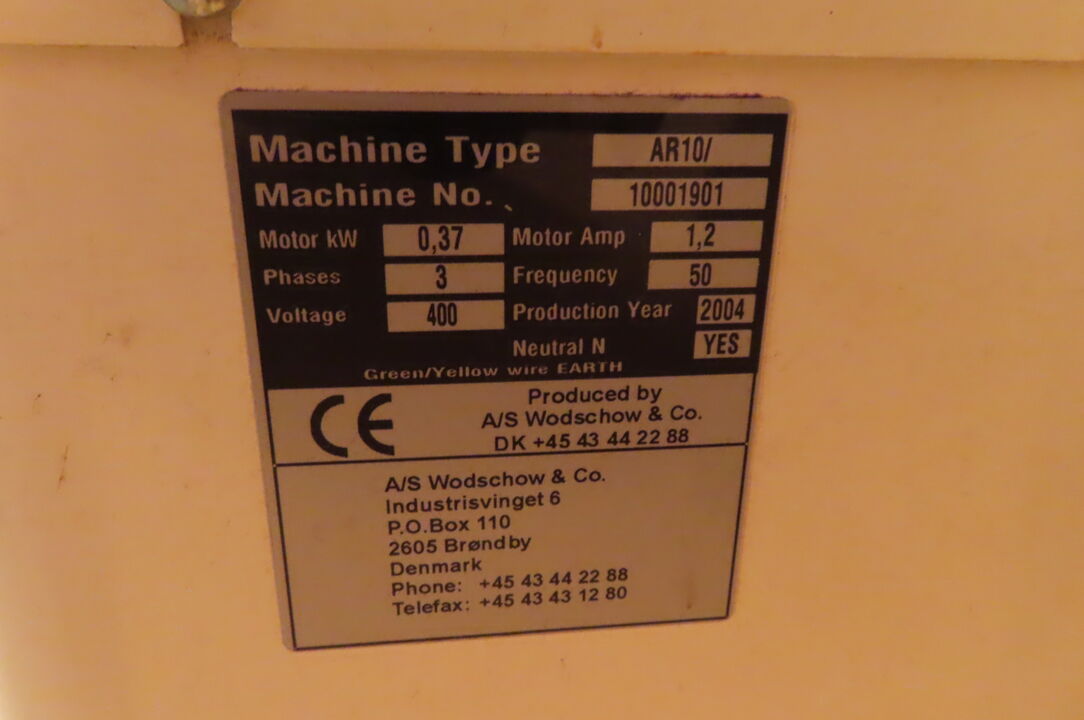 Machine Type AR10/
Machine No. 10001901
Motor kW 0,37 Motor Amp 1,2
Phases 3 Frequency 50
Voltage 400 Production Year 2004
Neutral N YES
Green/Yellow wire EARTH
CE
Produced by
A/S Wodschow & Co.
DK +45 43 44 22 88
A/S Wodschow & Co.
Industrisvinget 6
P.O.Box 110
2605 Brøndby
Denmark
Phone: +45 43 44 22 88
Telefax: +45 43 43 12 80